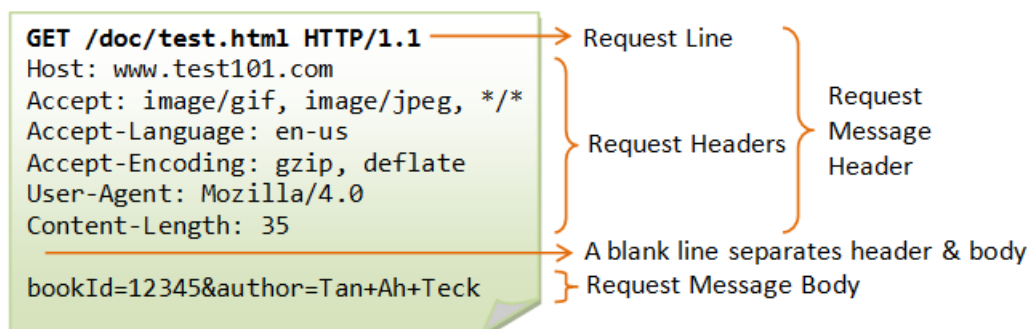 GET /doc/test.html HTTP/1.1
Host: www.test101.com
Accept: image/gif, image/jpeg, */*
Accept-Language: en-us
Accept-Encoding: gzip, deflate
User-Agent: Mozilla/4.0
Content-Length: 35
bookId=12345&author=Tan+Ah+Teck
Request Line
Request Headers
A blank line separates header & body
Request Message Body
Request
Message
Header